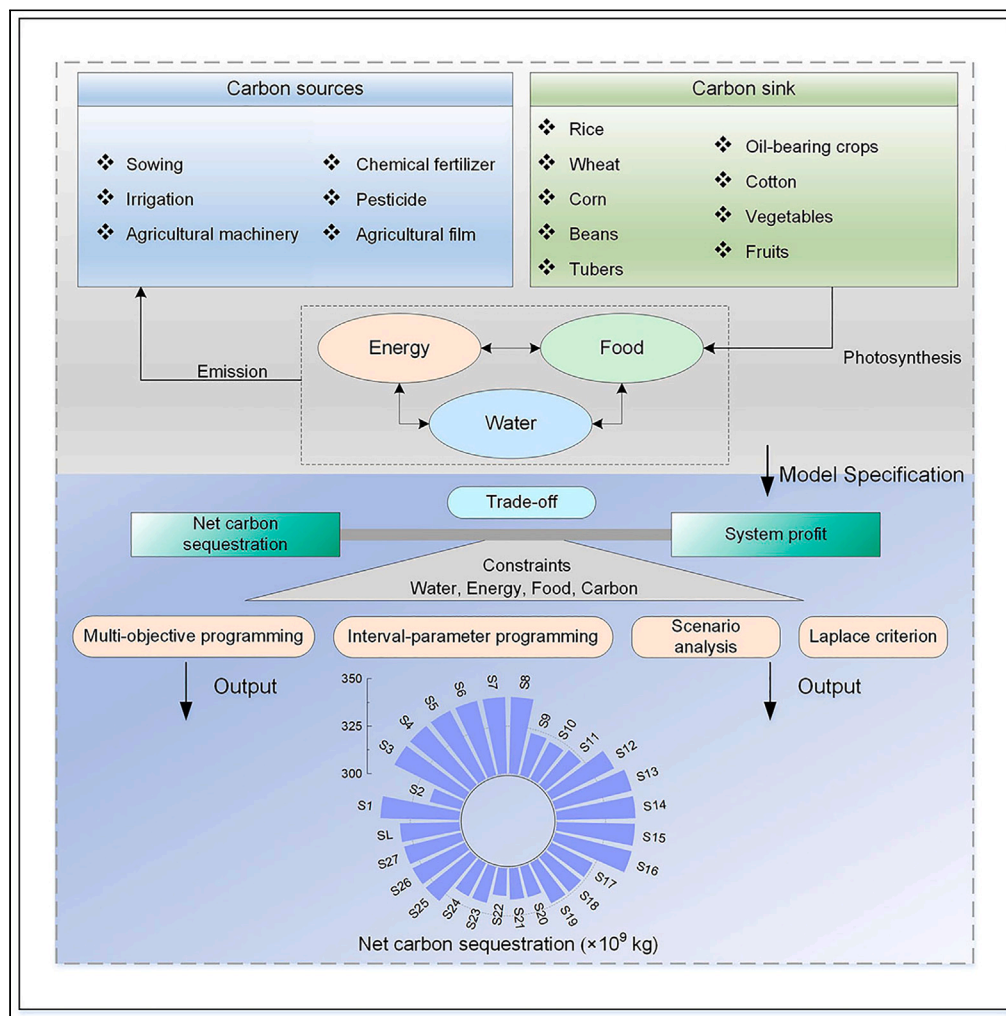 Carbon sources
❖ Sowing
❖ Irrigation
❖ Agricultural machinery
❖ Chemical fertilizer
❖ Pesticide
❖ Agricultural film
Carbon sink
❖ Rice
❖ Wheat
❖ Corn
❖ Beans
❖ Tubers
❖ Oil-bearing crops
❖ Cotton
❖ Vegetables
❖ Fruits
Energy
Food
Water
Emission
Photosynthesis
Model Specification
Trade-off
Net carbon
sequestration
System profit
Constraints
Water, Energy, Food, Carbon
Multi-objective programming
Interval-parameter programming
Scenario
analysis
Laplace criterion
Output
Output
350
325
300
S1
S2
S3
S4
S5
S6
S7
S8
S9
S10
S11
S12
S13
S14
S15
S16
S17
S18
S19
S20
S21
S22
S23
S24
S25
S26
S27
SL
Net carbon sequestration (×10⁹ kg)